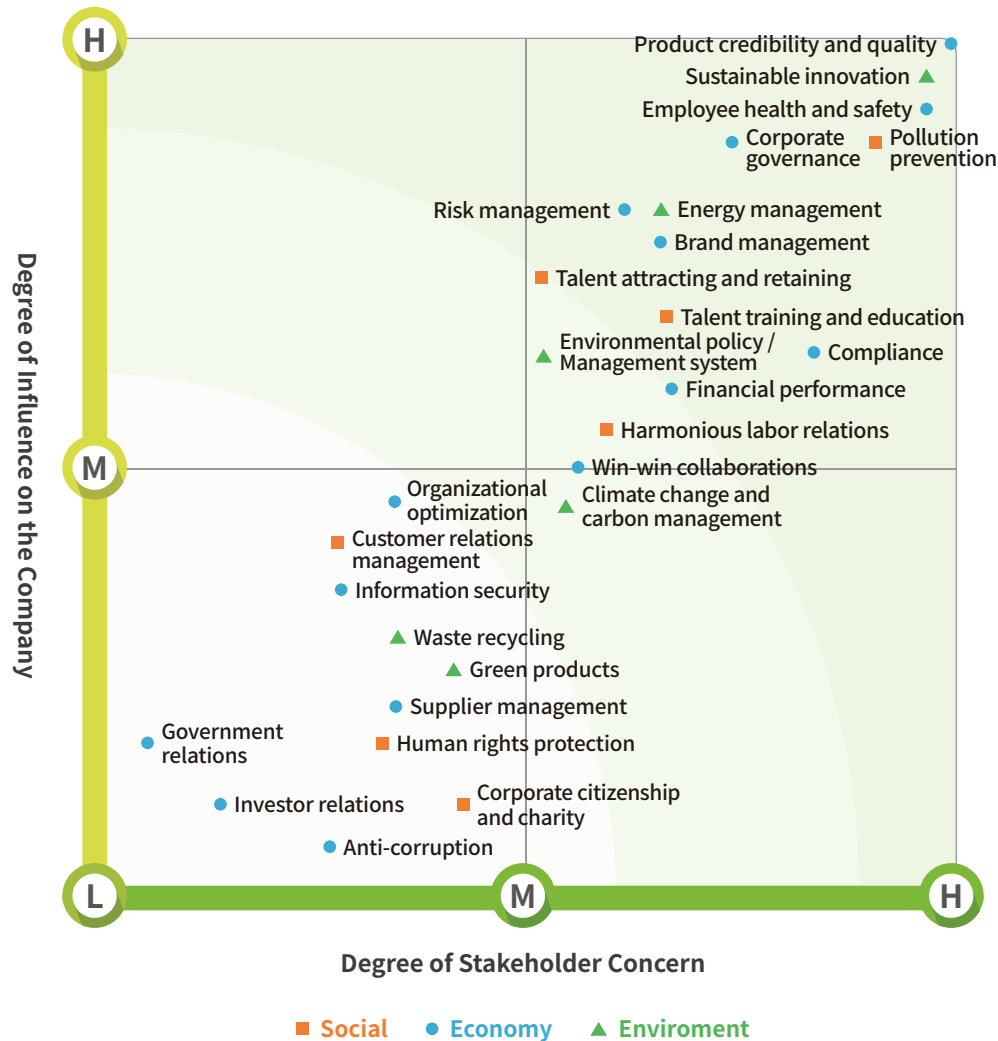 H
Product credibility and quality
Sustainable innovation
Employee health and safety
Corporate
governance
Pollution
prevention
Risk management
Energy management
Brand management
Talent attracting and retaining
Talent training and education
Environmental policy /
Management system
Compliance
Financial performance
Harmonious labor relations
M
Win-win collaborations
Organizational
optimization
Climate change and
carbon management
Customer relations
management
Information security
Waste recycling
Green products
Supplier management
Government
relations
Human rights protection
Investor relations
Corporate citizenship
and charity
Anti-corruption
Degree of Influence on the Company
L
M
H
Degree of Stakeholder Concern
Social
Economy
Enviroment